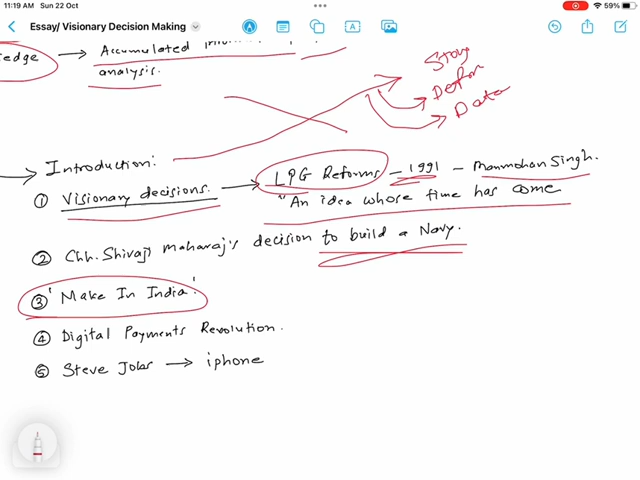 11:19 AM Sun 22 Oct
59%
Essay/ Visionary Decision Making
edge → Accumulated
analysis.
Story
Defn
Data
→ Introduction:
① Visionary decisions. → LPG Reforms - 1991 - Manmohan Singh.
"An idea whose time has come
② Chh. Shivaji Maharaj's decision to build a Navy.
③ 'Make In India'
④ Digital Payments Revolution.
⑤ Steve Jobs → iphone